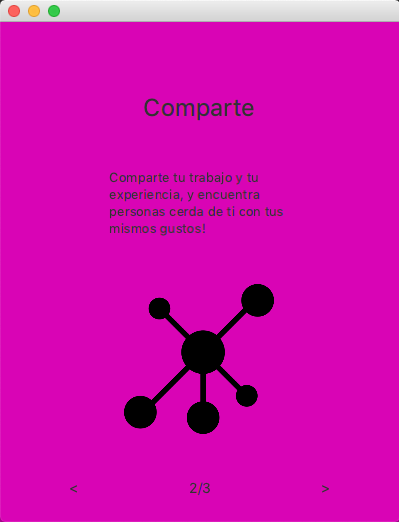 Comparte
Comparte tu trabajo y tu
experiencia, y encuentra
personas cerda de ti con tus
mismos gustos!
< 2/3 >